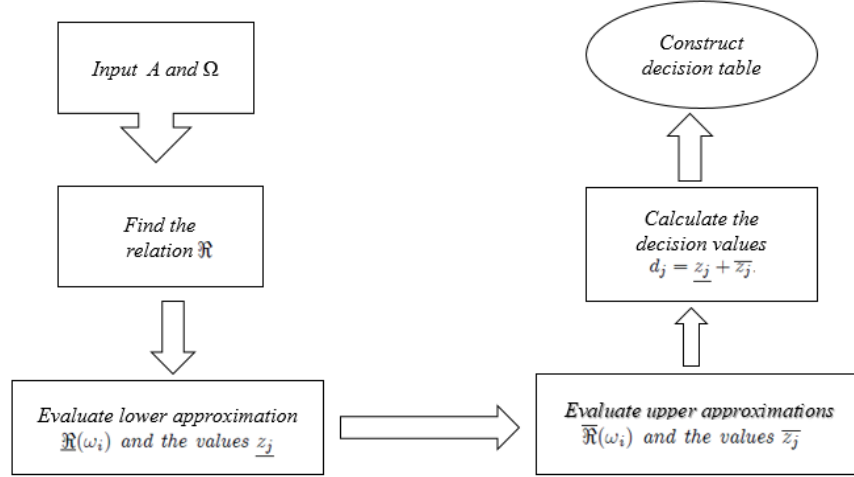 Input A and Ω
Find the
relation ℜ
Evaluate lower approximation
ℜ̲(ωᵢ) and the values z̲ⱼ
Evaluate upper approximations
ℜ̅(ωᵢ) and the values z̅ⱼ
Calculate the
decision values
dⱼ = z̲ⱼ + z̅ⱼ.
Construct
decision table